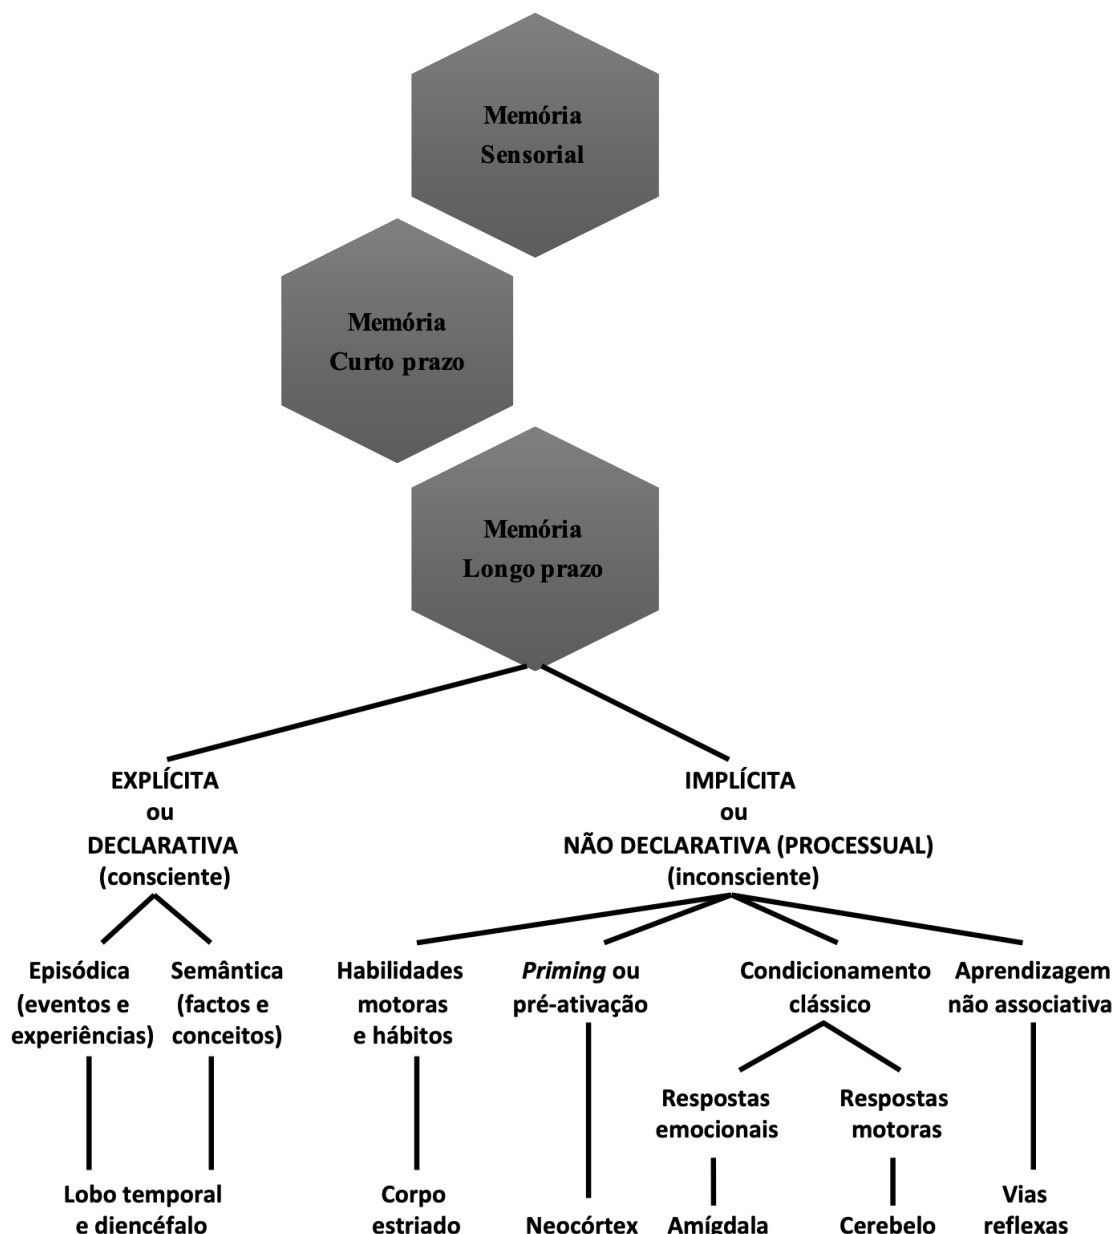 Memória
Sensorial
Memória
Curto prazo
Memória
Longo prazo
EXPLÍCITA
ou
DECLARATIVA
(consciente)
IMPLÍCITA
ou
NÃO DECLARATIVA (PROCESSUAL)
(inconsciente)
Episódica
(eventos e
experiências)
Semântica
(factos e
conceitos)
Habilidades
motoras
e hábitos
Priming ou
pré-ativação
Condicionamento
clássico
Aprendizagem
não associativa
Respostas
emocionais
Respostas
motoras
Lobo temporal
e diencéfalo
Corpo
estriado
Neocórtex
Amígdala
Cerebelo
Vias
reflexas